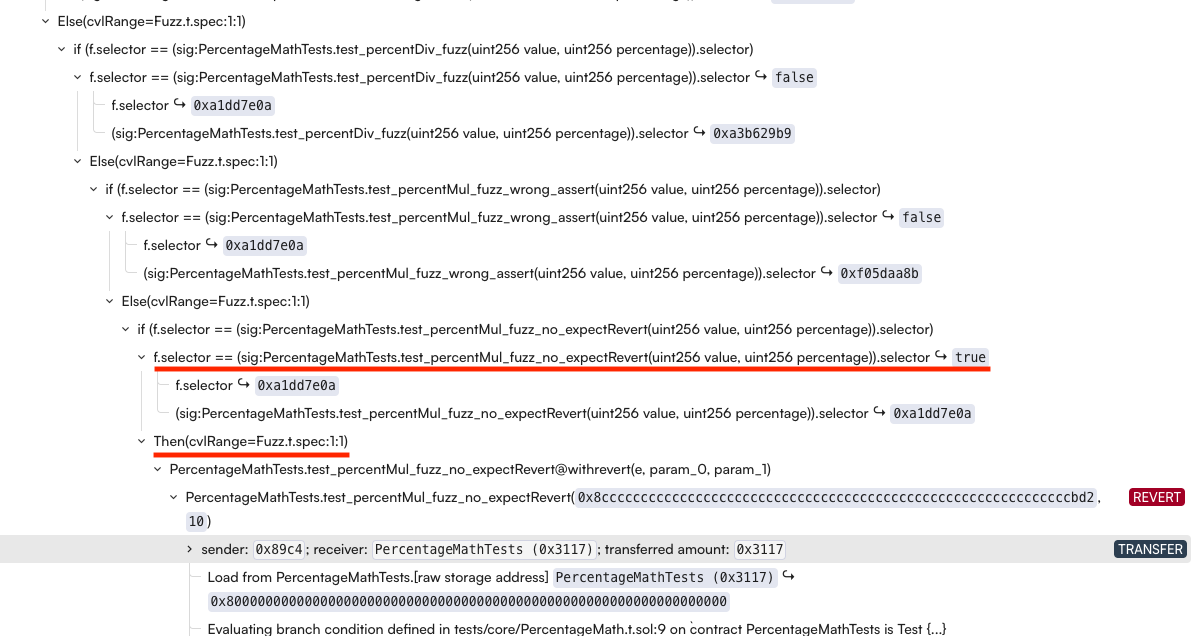 Else(cvlRange=Fuzz.t.spec:1:1)
if (f.selector == (sig:PercentageMathTests.test_percentDiv_fuzz(uint256 value, uint256 percentage)).selector)
f.selector == (sig:PercentageMathTests.test_percentDiv_fuzz(uint256 value, uint256 percentage)).selector ↪ false
f.selector ↪ 0xa1dd7e0a
(sig:PercentageMathTests.test_percentDiv_fuzz(uint256 value, uint256 percentage)).selector ↪ 0xa3b629b9
Else(cvlRange=Fuzz.t.spec:1:1)
if (f.selector == (sig:PercentageMathTests.test_percentMul_fuzz_wrong_assert(uint256 value, uint256 percentage)).selector)
f.selector == (sig:PercentageMathTests.test_percentMul_fuzz_wrong_assert(uint256 value, uint256 percentage)).selector ↪ false
f.selector ↪ 0xa1dd7e0a
(sig:PercentageMathTests.test_percentMul_fuzz_wrong_assert(uint256 value, uint256 percentage)).selector ↪ 0xf05daa8b
Else(cvlRange=Fuzz.t.spec:1:1)
if (f.selector == (sig:PercentageMathTests.test_percentMul_fuzz_no_expectRevert(uint256 value, uint256 percentage)).selector)
f.selector == (sig:PercentageMathTests.test_percentMul_fuzz_no_expectRevert(uint256 value, uint256 percentage)).selector ↪ true
f.selector ↪ 0xa1dd7e0a
(sig:PercentageMathTests.test_percentMul_fuzz_no_expectRevert(uint256 value, uint256 percentage)).selector ↪ 0xa1dd7e0a
Then(cvlRange=Fuzz.t.spec:1:1)
PercentageMathTests.test_percentMul_fuzz_no_expectRevert@withrevert(e, param_0, param_1)
PercentageMathTests.test_percentMul_fuzz_no_expectRevert(0x8ccccccccccccccccccccccccccccccccccccccccccccccccccccccccccccbd2, REVERT
10)
sender: 0x89c4; receiver: PercentageMathTests (0x3117); transferred amount: 0x3117 TRANSFER
Load from PercentageMathTests.[raw storage address] PercentageMathTests (0x3117) ↪
0x8000000000000000000000000000000000000000000000000000000000000000
Evaluating branch condition defined in tests/core/PercentageMath.t.sol:9 on contract PercentageMathTests is Test {...}